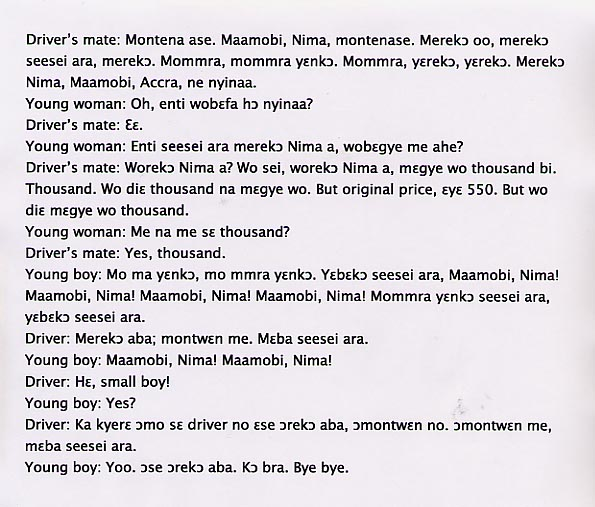 Driver's mate: Montena ase. Maamobi, Nima, montenase. Merekɔ oo, merekɔ
seesei ara, merekɔ. Mommra, mommra yɛnkɔ. Mommra, yɛrekɔ, yɛrekɔ. Merekɔ
Nima, Maamobi, Accra, ne nyinaa.
Young woman: Oh, enti wobɛfa hɔ nyinaa?
Driver's mate: Ɛɛ.
Young woman: Enti seesei ara merekɔ Nima a, wobɛgye me ahe?
Driver's mate: Worekɔ Nima a? Wo sei, worekɔ Nima a, mɛgye wo thousand bi.
Thousand. Wo diɛ thousand na mɛgye wo. But original price, ɛyɛ 550. But wo
diɛ mɛgye wo thousand.
Young woman: Me na me sɛ thousand?
Driver's mate: Yes, thousand.
Young boy: Mo ma yɛnkɔ, mo mmra yɛnkɔ. Yɛbɛkɔ seesei ara, Maamobi, Nima!
Maamobi, Nima! Maamobi, Nima! Maamobi, Nima! Mommra yɛnkɔ seesei ara,
yɛbɛkɔ seesei ara.
Driver: Merekɔ aba; montwɛn me. Mɛba seesei ara.
Young boy: Maamobi, Nima! Maamobi, Nima!
Driver: Hɛ, small boy!
Young boy: Yes?
Driver: Ka kyerɛ ɔmo sɛ driver no ɛse ɔrekɔ aba, ɔmontwɛn no. ɔmontwɛn me,
mɛba seesei ara.
Young boy: Yoo. ɔse ɔrekɔ aba. Kɔ bra. Bye bye.